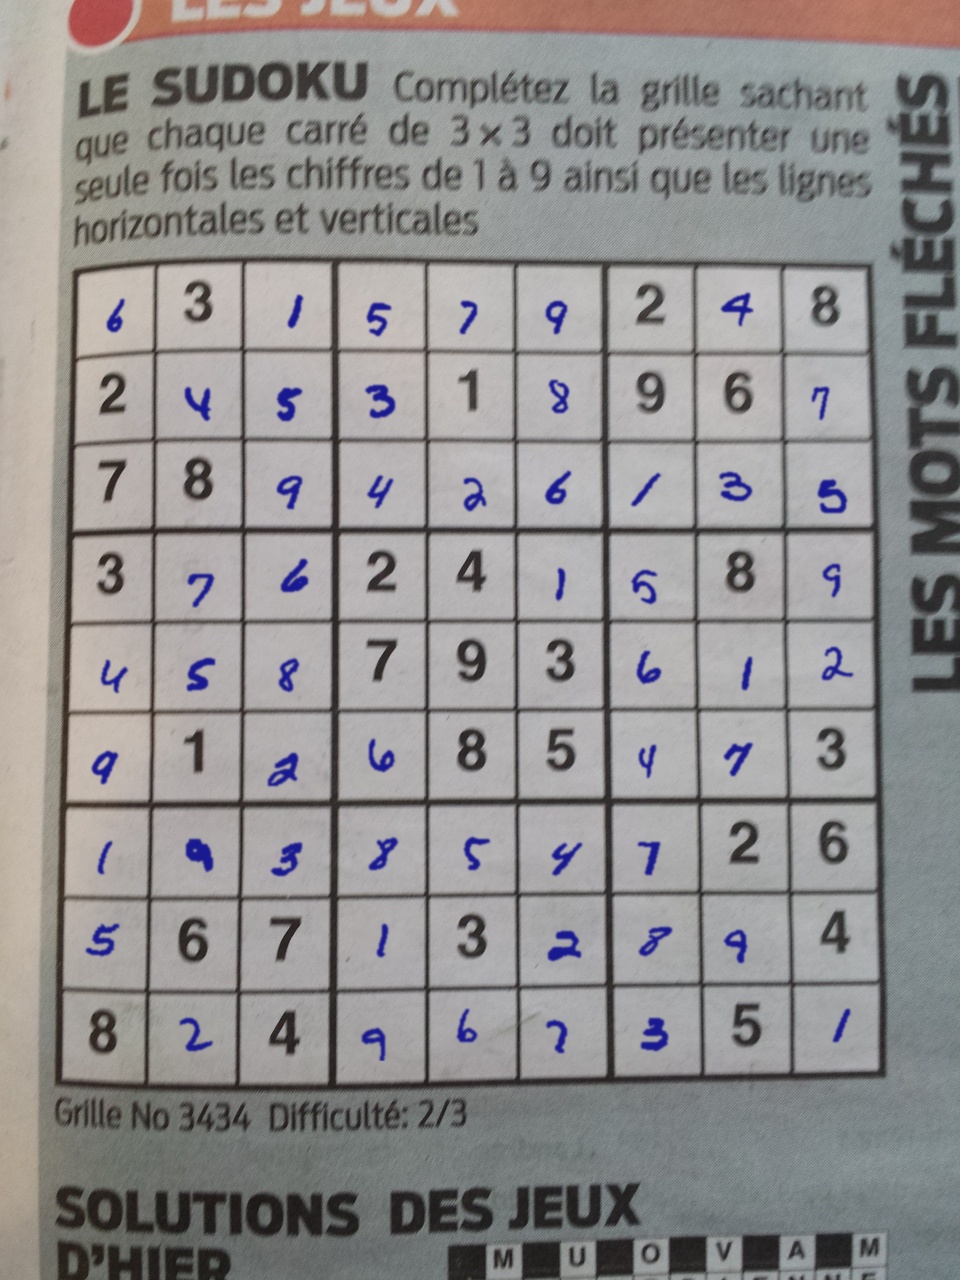 LES JEUX
LE SUDOKU Complétez la grille sachant
que chaque carré de 3 x 3 doit présenter une
seule fois les chiffres de 1 à 9 ainsi que les lignes
horizontales et verticales
6 3 1 5 7 9 2 4 8
2 4 5 3 1 8 9 6 7
7 8 9 4 2 6 1 3 5
3 7 6 2 4 1 5 8 9
4 5 8 7 9 3 6 1 2
9 1 2 6 8 5 4 7 3
1 9 3 8 5 4 7 2 6
5 6 7 1 3 2 8 9 4
8 2 4 9 6 7 3 5 1
Grille No 3434 Difficulté: 2/3
SOLUTIONS DES JEUX
D'HIER
M U O V A M
LES MOTS FLÉCHÉS